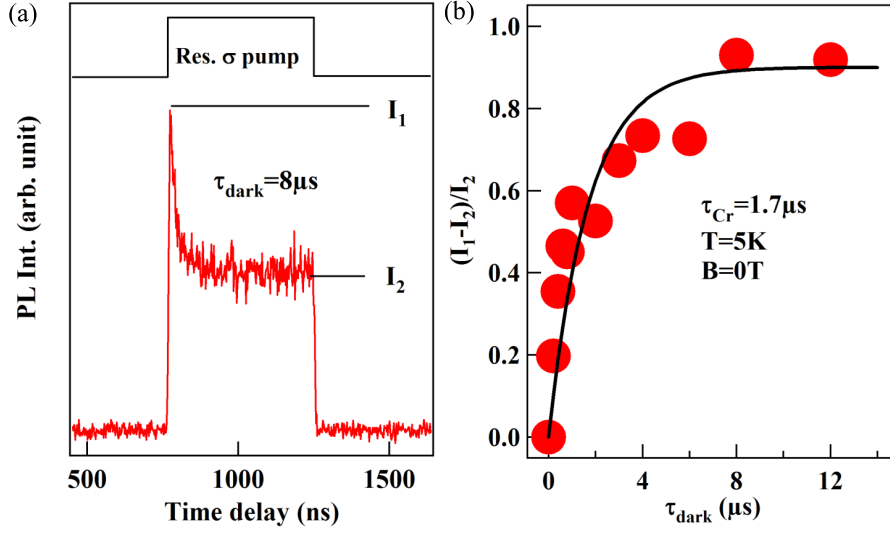 (a)
Res. σ pump
I₁
τdark=8μs
I₂
PL Int. (arb. unit)
500
1000
1500
Time delay (ns)
(b)
1.0
0.8
0.6
0.4
0.2
0.0
(I₁-I₂)/I₂
τCr=1.7μs
T=5K
B=0T
0
4
8
12
τdark (μs)